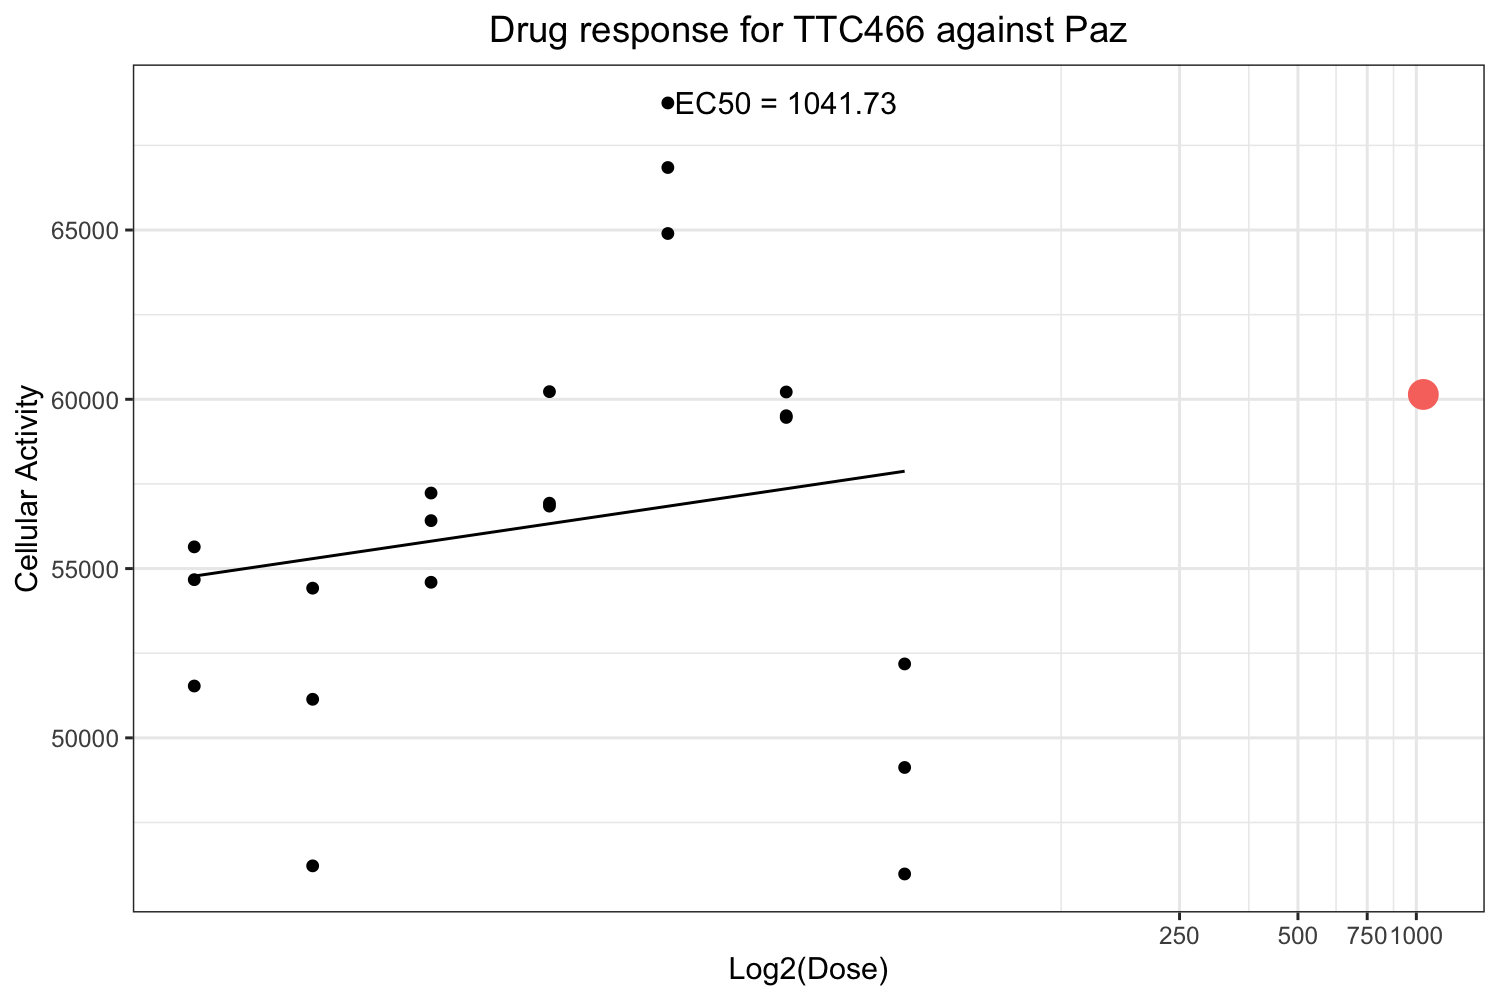 Drug response for TTC466 against Paz
EC50 = 1041.73
65000
60000
55000
50000
Cellular Activity
250 500 750 1000
Log2(Dose)